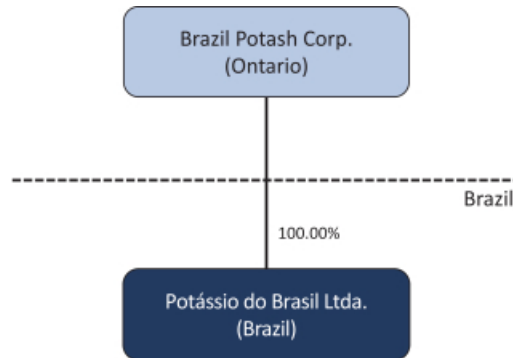 Brazil Potash Corp.
(Ontario)
Brazil
100.00%
Potássio do Brasil Ltda.
(Brazil)